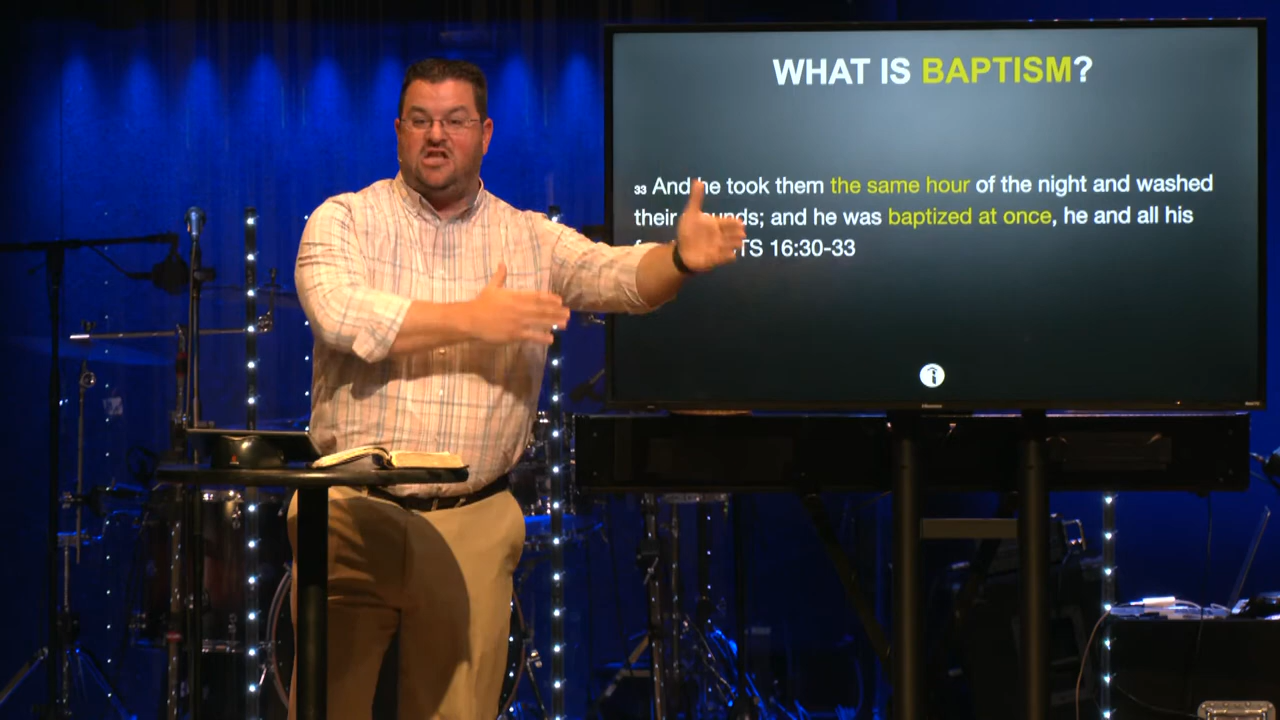 WHAT IS BAPTISM?
33 And he took them the same hour of the night and washed
their wounds; and he was baptized at once, he and all his
16:30-33